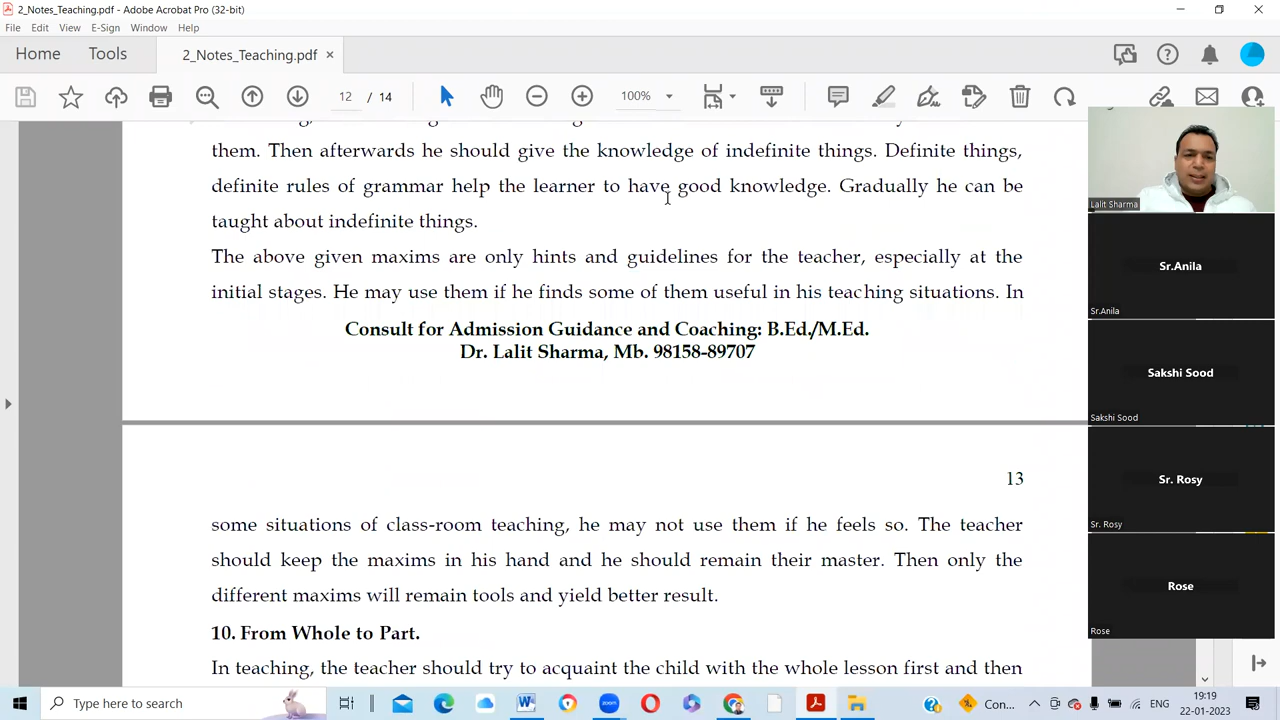 2_Notes_Teaching.pdf - Adobe Acrobat Pro (32-bit)
File Edit View E-Sign Window Help
Home Tools 2_Notes_Teaching.pdf ×
12 / 14 100%
them. Then afterwards he should give the knowledge of indefinite things. Definite things,
definite rules of grammar help the learner to have good knowledge. Gradually he can be
taught about indefinite things.
The above given maxims are only hints and guidelines for the teacher, especially at the
initial stages. He may use them if he finds some of them useful in his teaching situations. In
Consult for Admission Guidance and Coaching: B.Ed./M.Ed.
Dr. Lalit Sharma, Mb. 98158-89707
13
some situations of class-room teaching, he may not use them if he feels so. The teacher
should keep the maxims in his hand and he should remain their master. Then only the
different maxims will remain tools and yield better result.
10. From Whole to Part.
In teaching, the teacher should try to acquaint the child with the whole lesson first and then
Lalit Sharma
Sr.Anila
Sr.Anila
Sakshi Sood
Sakshi Sood
Sr. Rosy
Sr. Rosy
Rose
Rose
Type here to search
zoom
Con...
ENG
19:19
22-01-2023